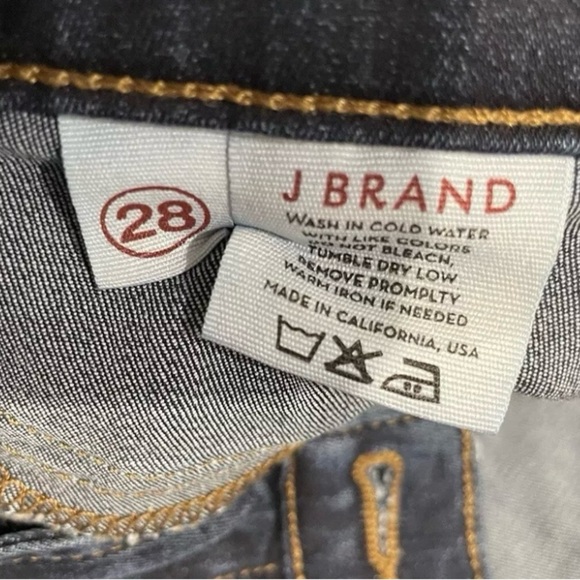 28
J BRAND
WASH IN COLD WATER
WITH LIKE COLORS
DO NOT BLEACH,
TUMBLE DRY LOW
REMOVE PROMPLTY
WARM IRON IF NEEDED
MADE IN CALIFORNIA, USA